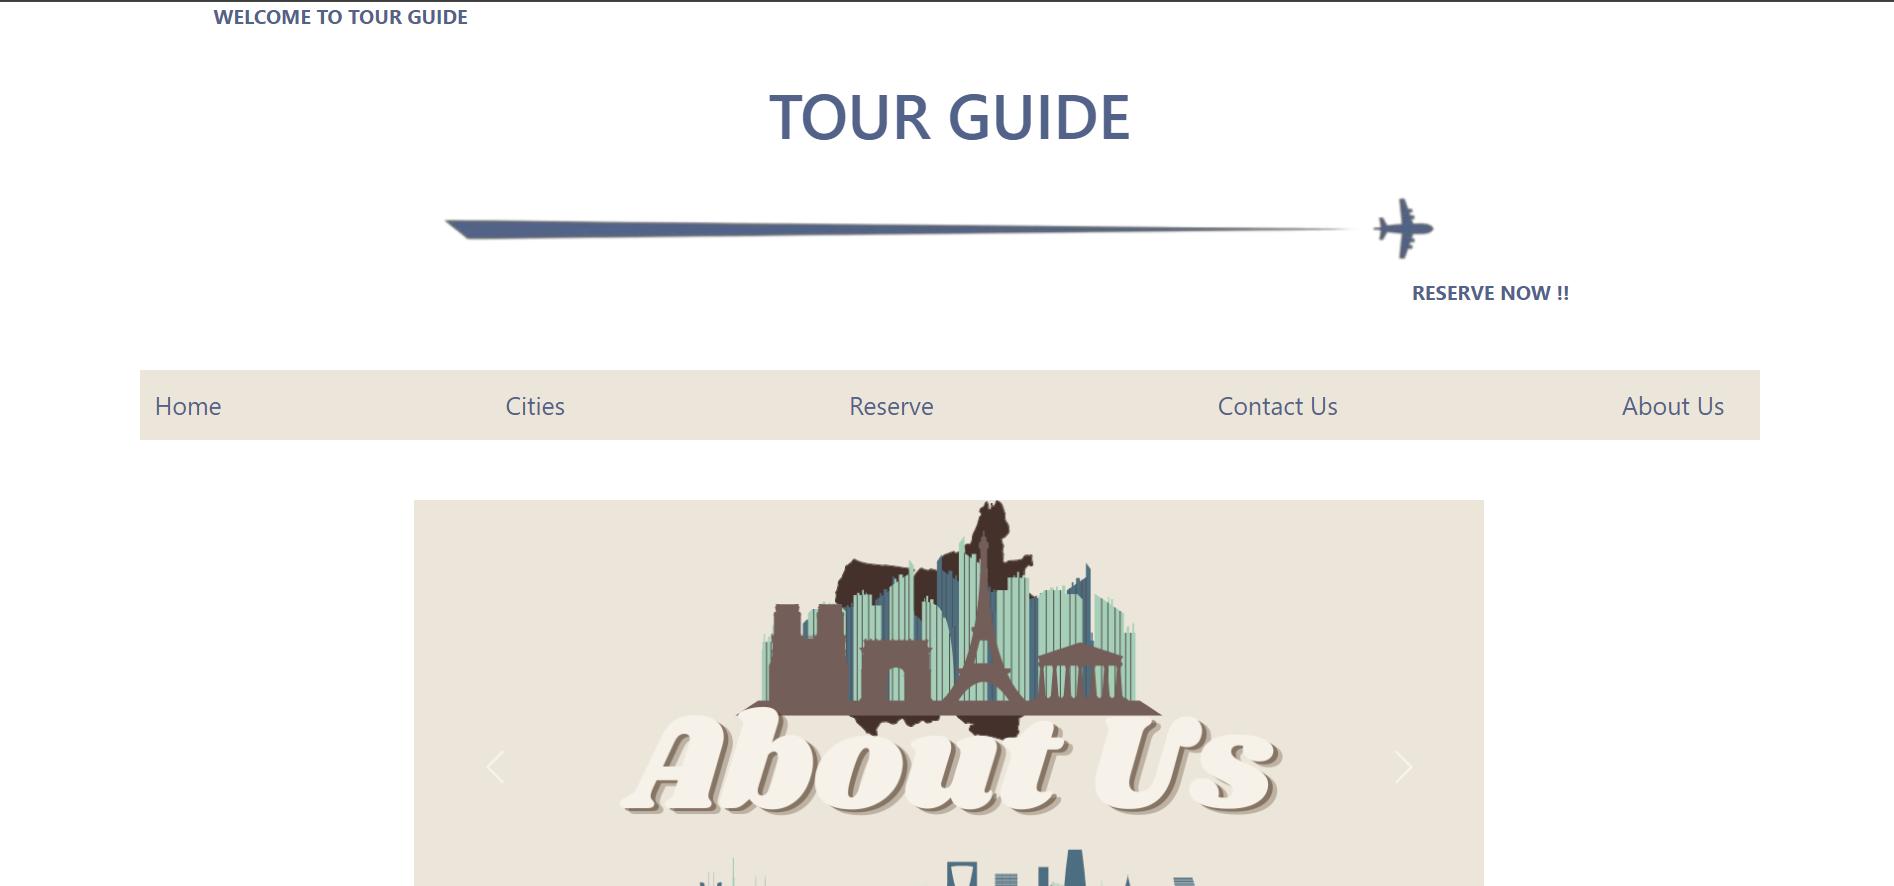 WELCOME TO TOUR GUIDE
TOUR GUIDE
RESERVE NOW !!
Home Cities Reserve Contact Us About Us
About Us